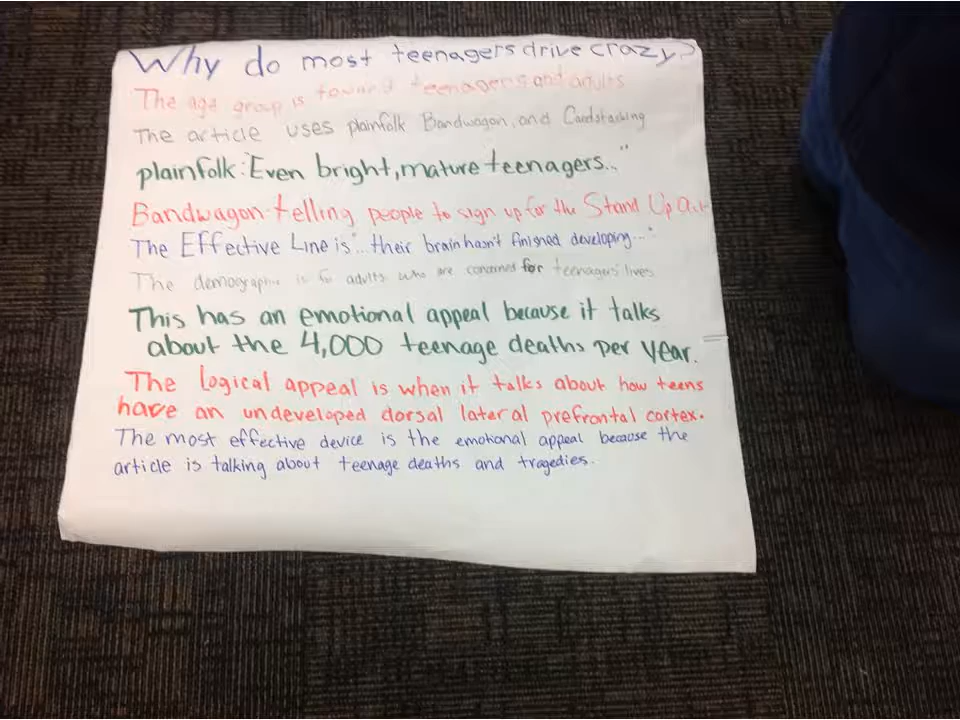 Why do most teenagers drive crazy?
The age group is toward teenagers and adults
The article uses plainfolk Bandwagon, and Cardstacking
plainfolk: "Even bright, mature teenagers..."
Bandwagon- telling people to sign up for the Stand Up Act
The Effective Line is "...their brain hasn't finished developing..."
The demographic is for adults who are concerned for teenagers' lives
This has an emotional appeal because it talks
about the 4,000 teenage deaths per year.
The logical appeal is when it talks about how teens
have an undeveloped dorsal lateral prefrontal cortex.
The most effective device is the emotional appeal because the
article is talking about teenage deaths and tragedies.